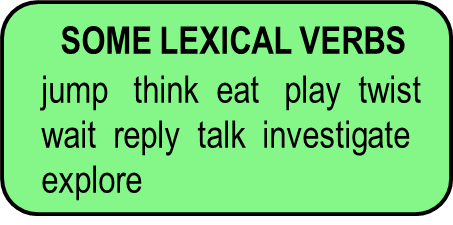 SOME LEXICAL VERBS
jump think eat play twist
wait reply talk investigate
explore